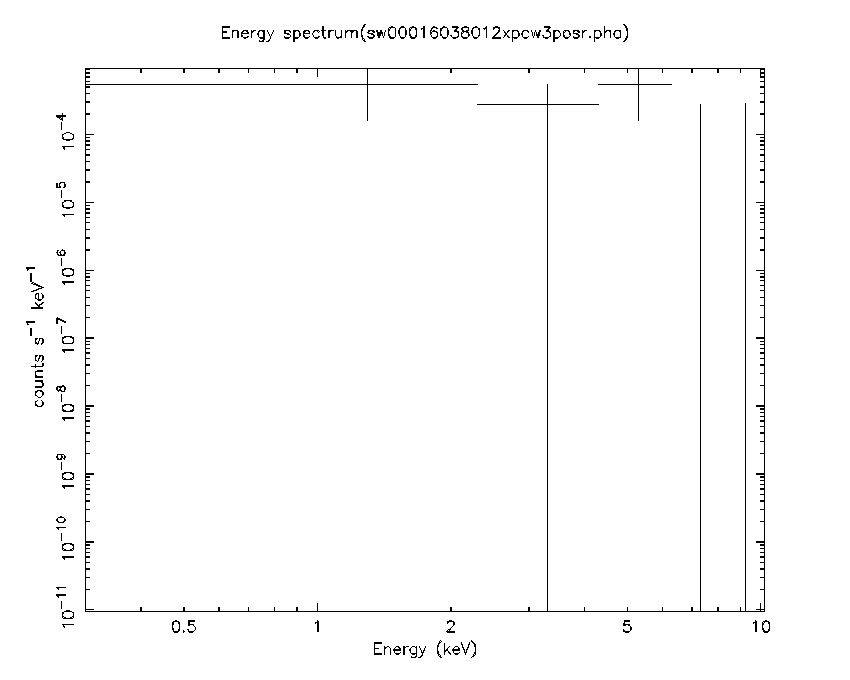 Energy spectrum(sw00016038012xpcw3posr.pha)
counts s⁻¹ keV⁻¹
10⁻⁴
10⁻⁵
10⁻⁶
10⁻⁷
10⁻⁸
10⁻⁹
10⁻¹⁰
10⁻¹¹
0.5 1 2 5 10
Energy (keV)